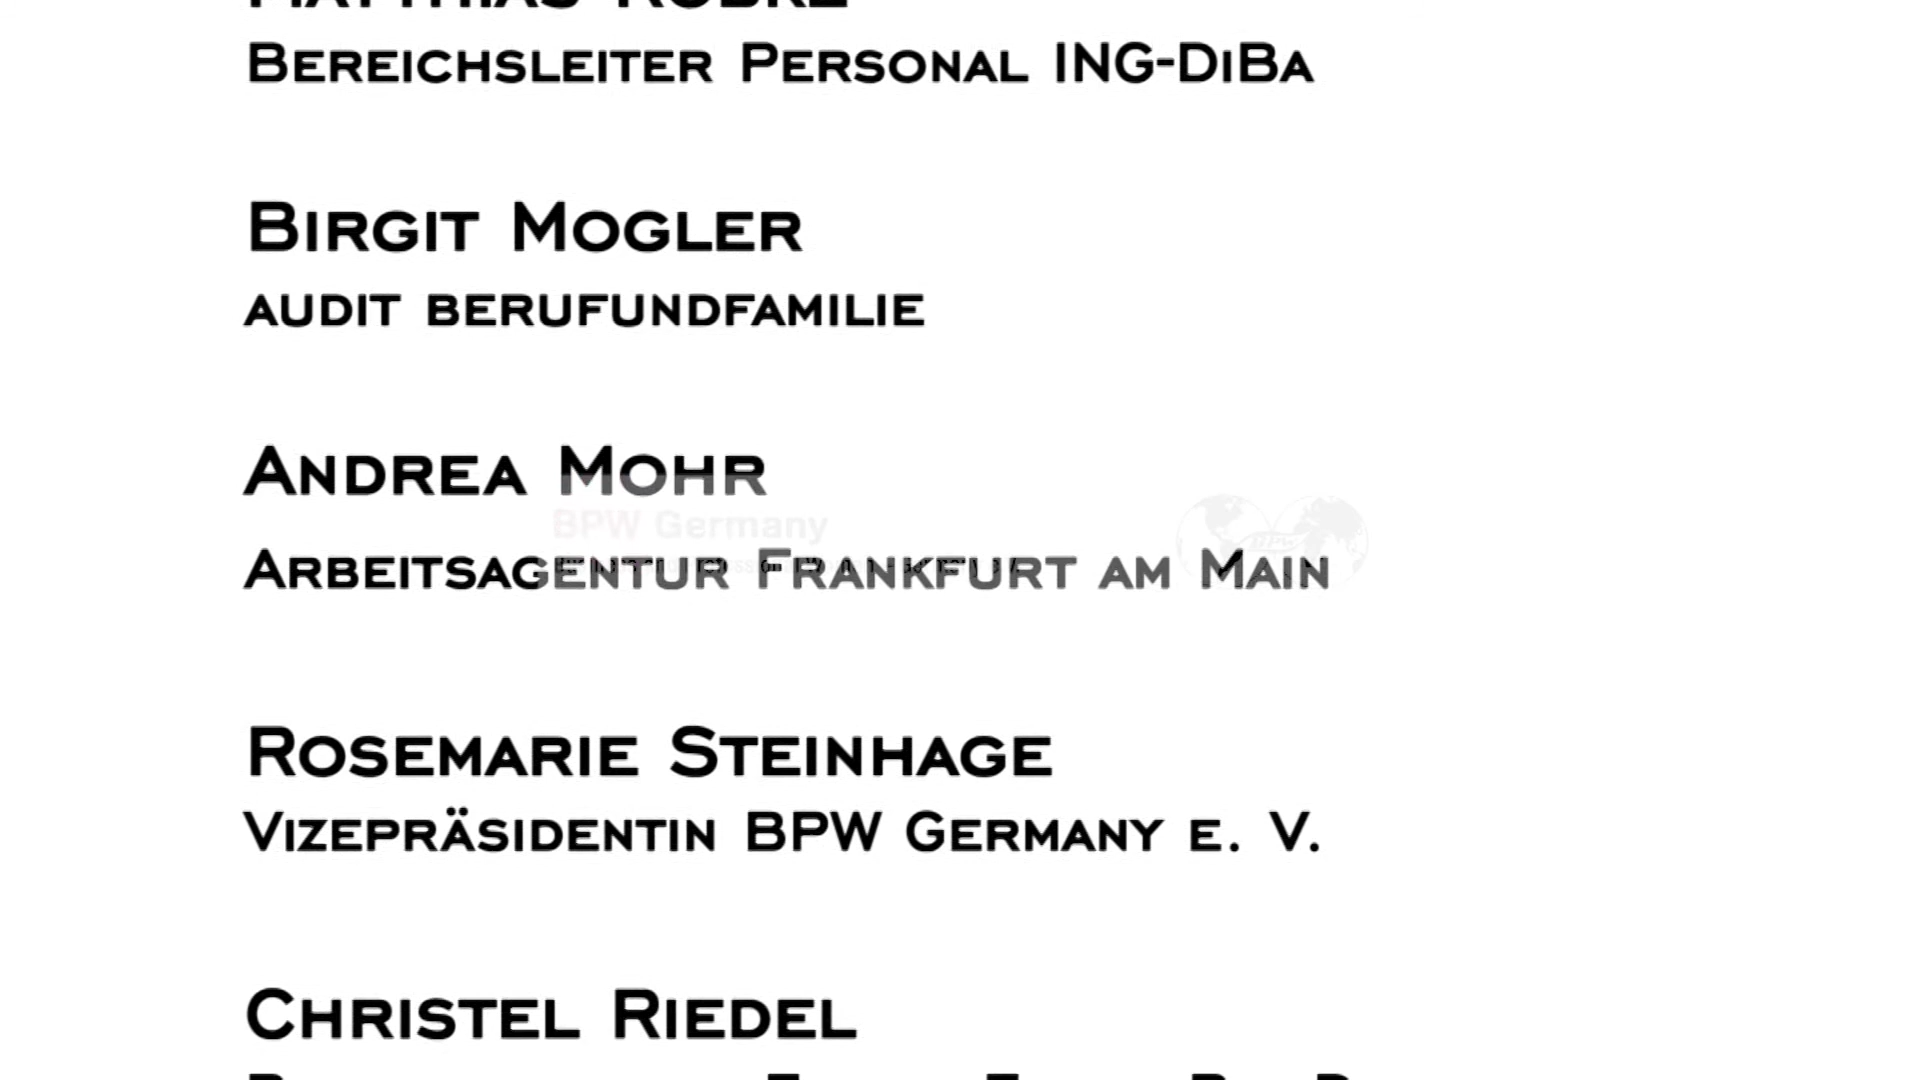 Bereichsleiter Personal ING-DiBa
Birgit Mogler
audit berufundfamilie
Andrea Mohr
BPW Germany
Arbeitsagentur Frankfurt am Main
Rosemarie Steinhage
Vizepräsidentin BPW Germany e. V.
Christel Riedel